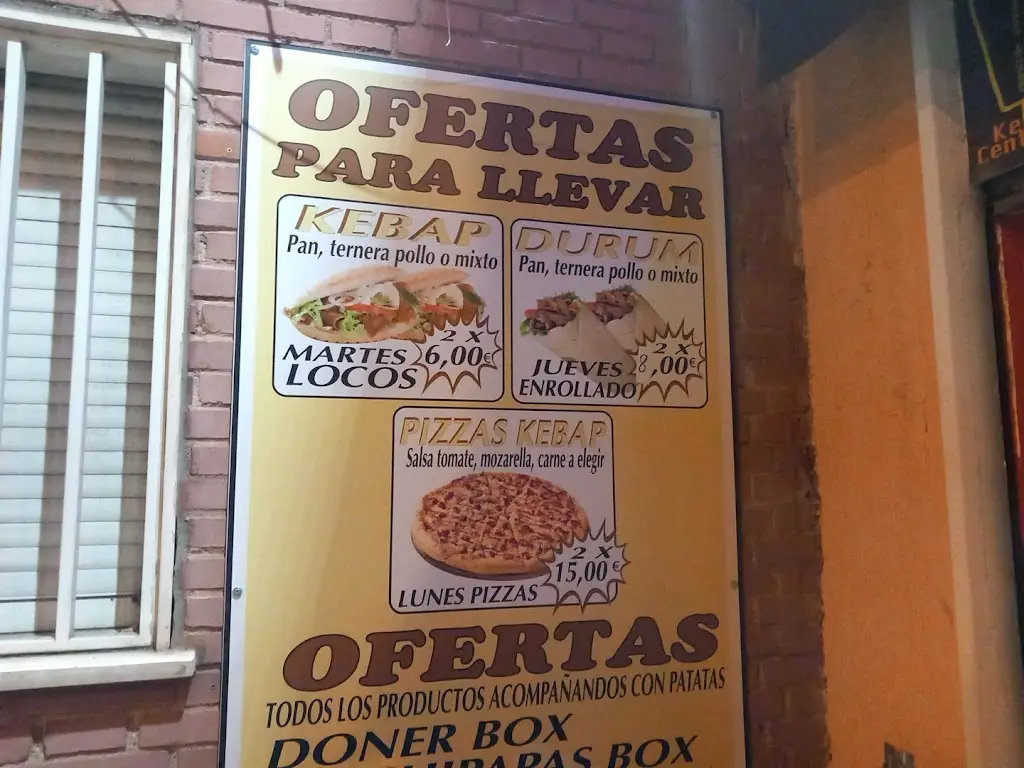 OFERTAS
PARA LLEVAR
KEBAP
Pan, ternera pollo o mixto
2 X
6,00€
MARTES
LOCOS
DURUM
Pan, ternera pollo o mixto
2 X
8,00€
JUEVES
ENROLLADO
PIZZAS KEBAP
Salsa tomate, mozarella, carne a elegir
2 X
15,00€
LUNES PIZZAS
OFERTAS
TODOS LOS PRODUCTOS ACOMPAÑANDOS CON PATATAS
DONER BOX
BOX